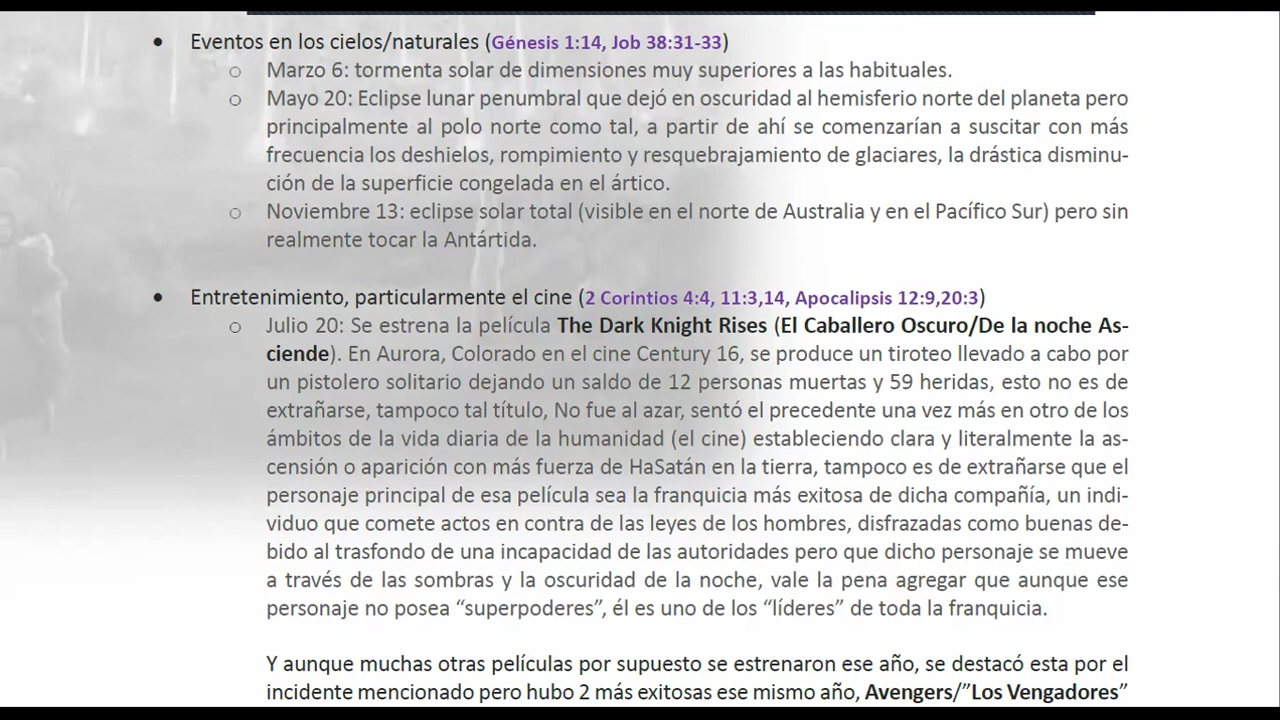 • Eventos en los cielos/naturales (Génesis 1:14, Job 38:31-33)
○ Marzo 6: tormenta solar de dimensiones muy superiores a las habituales.
○ Mayo 20: Eclipse lunar penumbral que dejó en oscuridad al hemisferio norte del planeta pero
principalmente al polo norte como tal, a partir de ahí se comenzarían a suscitar con más
frecuencia los deshielos, rompimiento y resquebrajamiento de glaciares, la drástica disminu-
ción de la superficie congelada en el ártico.
○ Noviembre 13: eclipse solar total (visible en el norte de Australia y en el Pacífico Sur) pero sin
realmente tocar la Antártida.
• Entretenimiento, particularmente el cine (2 Corintios 4:4, 11:3,14, Apocalipsis 12:9,20:3)
○ Julio 20: Se estrena la película The Dark Knight Rises (El Caballero Oscuro/De la noche As-
ciende). En Aurora, Colorado en el cine Century 16, se produce un tiroteo llevado a cabo por
un pistolero solitario dejando un saldo de 12 personas muertas y 59 heridas, esto no es de
extrañarse, tampoco tal título, No fue al azar, sentó el precedente una vez más en otro de los
ámbitos de la vida diaria de la humanidad (el cine) estableciendo clara y literalmente la as-
censión o aparición con más fuerza de HaSatán en la tierra, tampoco es de extrañarse que el
personaje principal de esa película sea la franquicia más exitosa de dicha compañía, un indi-
viduo que comete actos en contra de las leyes de los hombres, disfrazadas como buenas de-
bido al trasfondo de una incapacidad de las autoridades pero que dicho personaje se mueve
a través de las sombras y la oscuridad de la noche, vale la pena agregar que aunque ese
personaje no posea “superpoderes”, él es uno de los “líderes” de toda la franquicia.
Y aunque muchas otras películas por supuesto se estrenaron ese año, se destacó esta por el
incidente mencionado pero hubo 2 más exitosas ese mismo año, Avengers/”Los Vengadores”